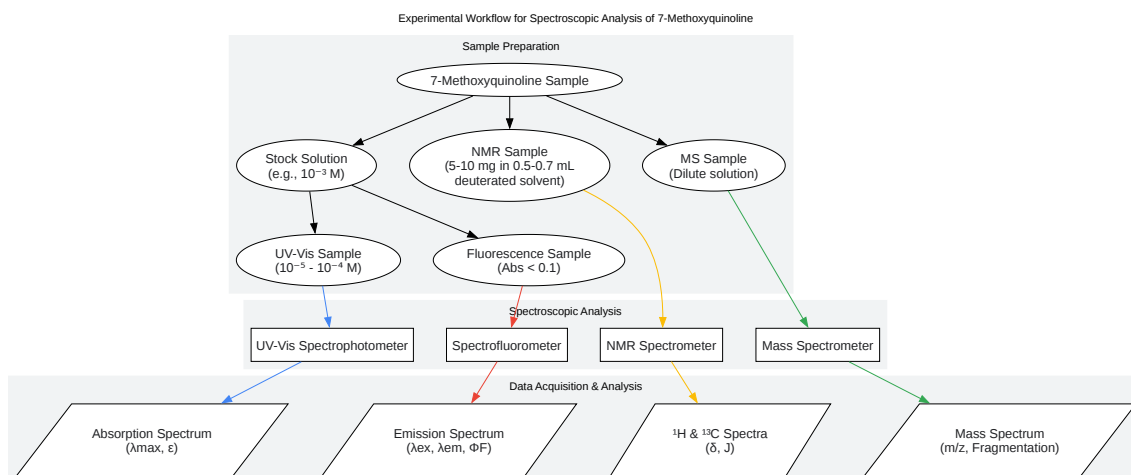 Experimental Workflow for Spectroscopic Analysis of 7-Methoxyquinoline
Sample Preparation
7-Methoxyquinoline Sample
Stock Solution
(e.g., 10⁻³ M)
NMR Sample
(5-10 mg in 0.5-0.7 mL
deuterated solvent)
MS Sample
(Dilute solution)
UV-Vis Sample
(10⁻⁵ - 10⁻⁴ M)
Fluorescence Sample
(Abs < 0.1)
Spectroscopic Analysis
UV-Vis Spectrophotometer
Spectrofluorometer
NMR Spectrometer
Mass Spectrometer
Data Acquisition & Analysis
Absorption Spectrum
(λmax, ε)
Emission Spectrum
(λex, λem, ΦF)
¹H & ¹³C Spectra
(δ, J)
Mass Spectrum
(m/z, Fragmentation)